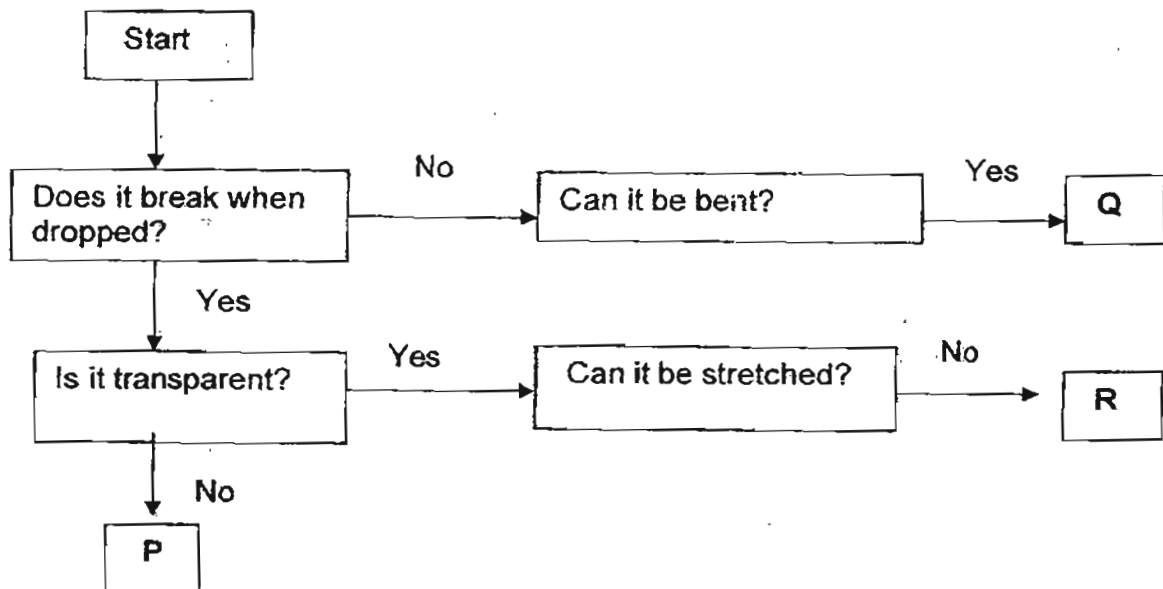 Start
Does it break when
dropped?
No
Can it be bent?
Yes
Q
Yes
Is it transparent?
Yes
Can it be stretched?
No
R
No
P